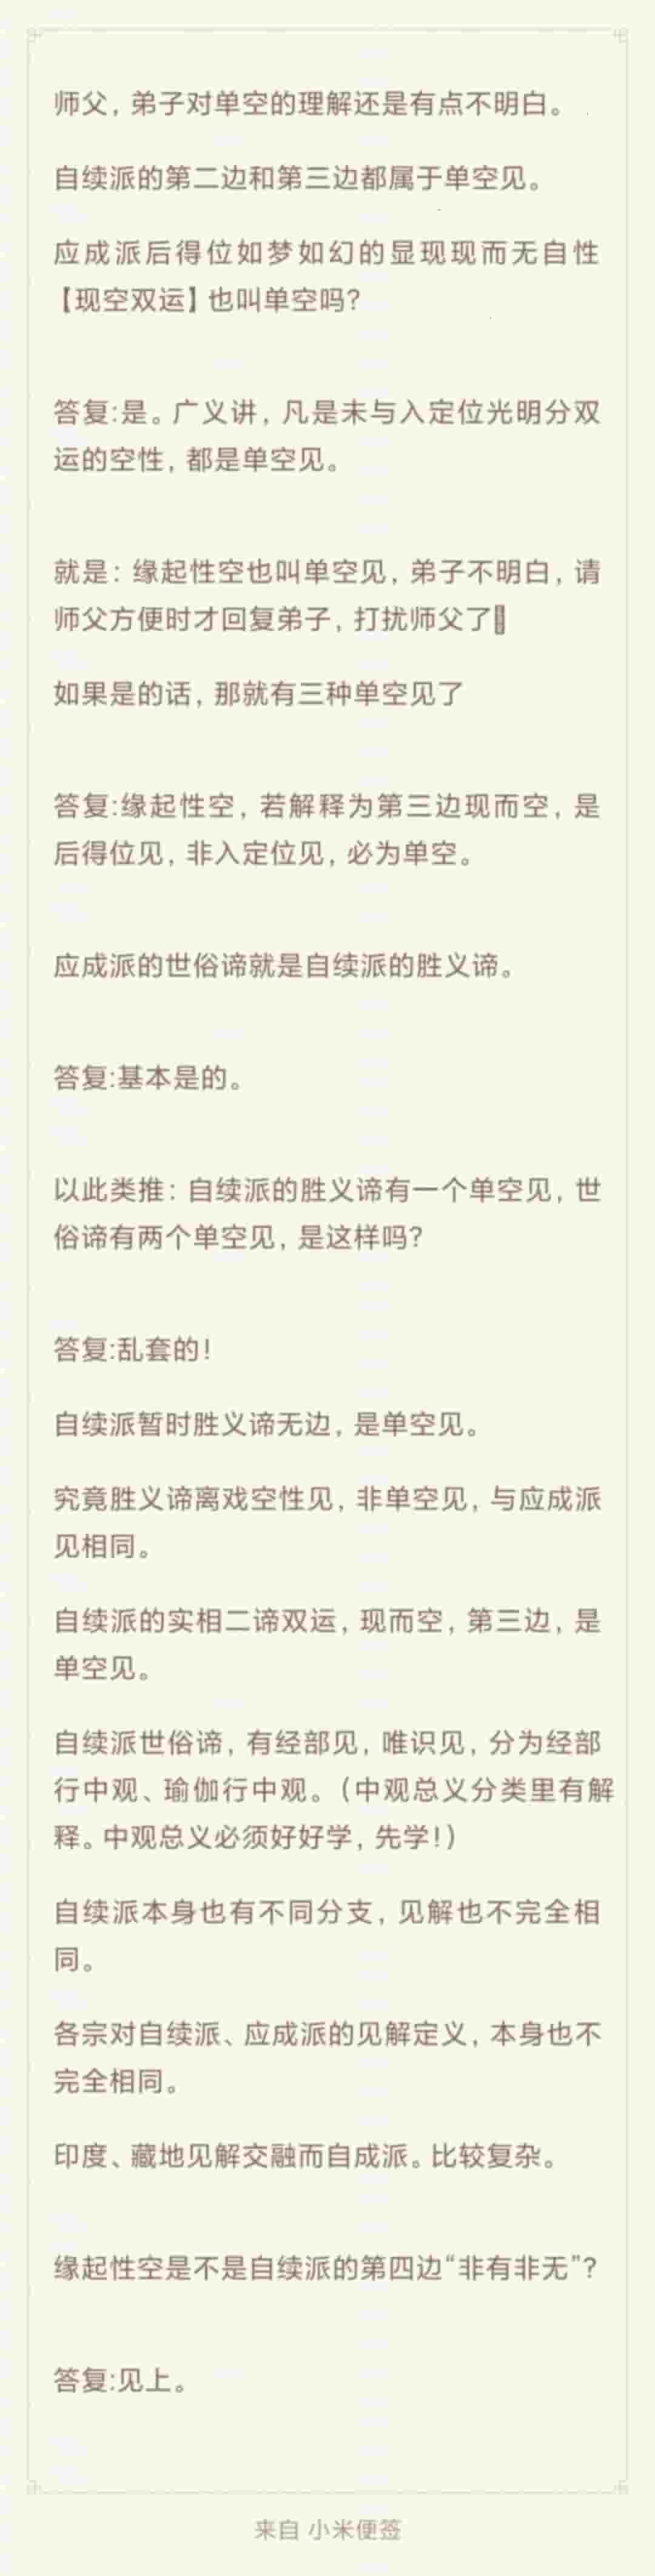 师父，弟子对单空的理解还是有点不明白。
自续派的第二边和第三边都属于单空见。
应成派后得位如梦如幻的显现现而无自性
【现空双运】也叫单空吗？
答复:是。广义讲，凡是未与入定位光明分双
运的空性，都是单空见。
就是：缘起性空也叫单空见，弟子不明白，请
师父方便时才回复弟子，打扰师父了
如果是的话，那就有三种单空见了
答复:缘起性空，若解释为第三边现而空，是
后得位见，非入定位见，必为单空。
应成派的世俗谛就是自续派的胜义谛。
答复:基本是的。
以此类推：自续派的胜义谛有一个单空见，世
俗谛有两个单空见，是这样吗？
答复:乱套的！
自续派暂时胜义谛无边，是单空见。
究竟胜义谛离戏空性见，非单空见，与应成派
见相同。
自续派的实相二谛双运，现而空，第三边，是
单空见。
自续派世俗谛，有经部见，唯识见，分为经部
行中观、瑜伽行中观。（中观总义分类里有解
释。中观总义必须好好学，先学！）
自续派本身也有不同分支，见解也不完全相
同。
各宗对自续派、应成派的见解定义，本身也不
完全相同。
印度、藏地见解交融而自成派。比较复杂。
缘起性空是不是自续派的第四边“非有非无”？
答复:见上。
来自 小米便签